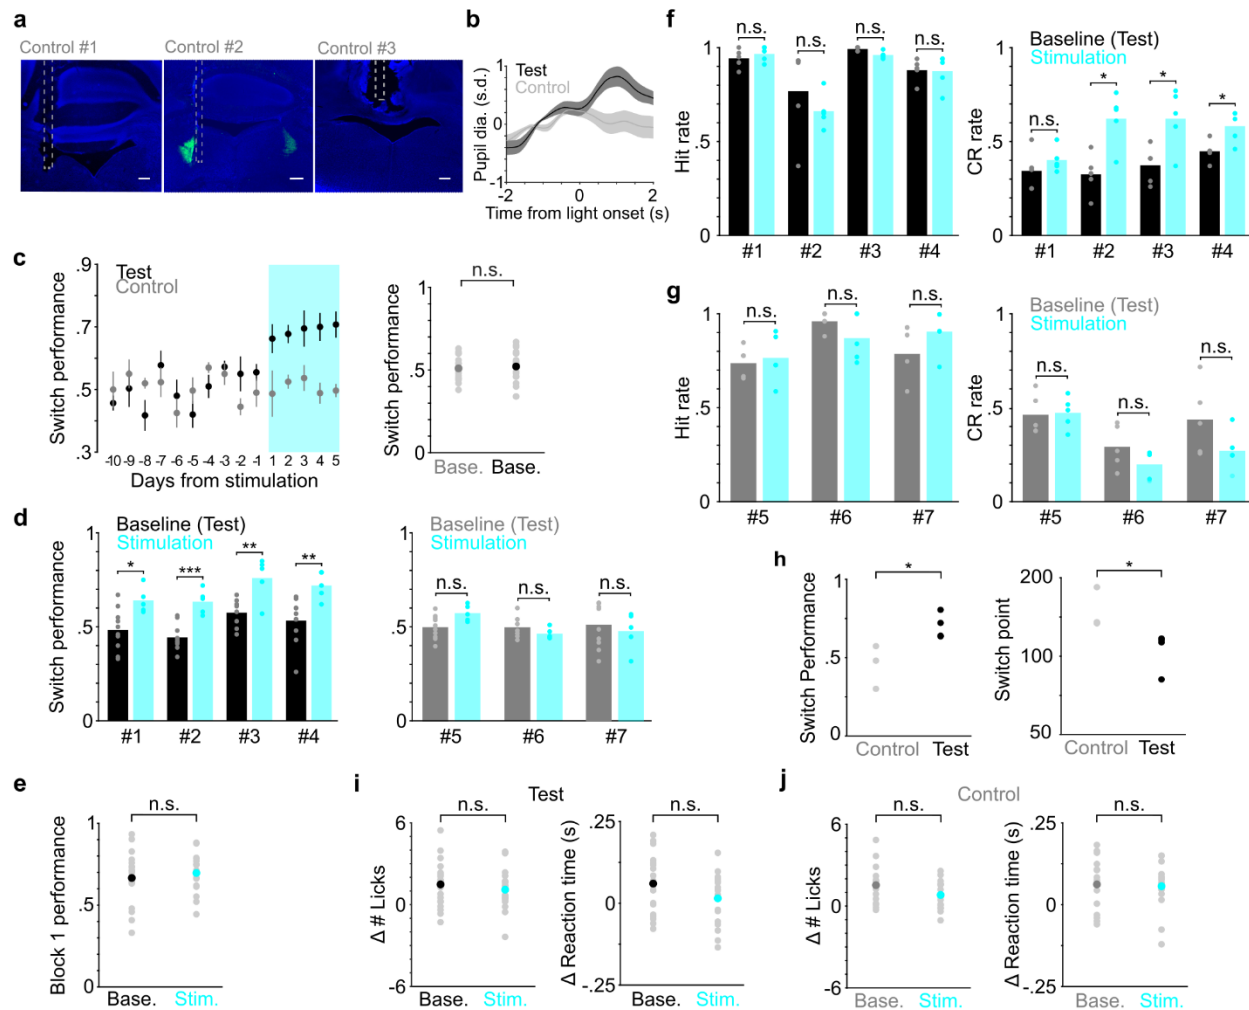 a
Control #1
Control #2
Control #3
b
Test
Control
Pupil dia. (s.d.)
1
0
-1
-2
0
2
Time from light onset (s)
c
Test
Control
Switch performance
.9
.7
.5
.3
-10 -9 -8 -7 -6 -5 -4 -3 -2 -1 1 2 3 4 5
Days from stimulation
n.s.
Switch performance
1
.5
0
Base. Base.
d
Baseline (Test)
Stimulation
Switch performance
1
.5
0
* *** ** **
#1 #2 #3 #4
Baseline (Test)
Stimulation
1
.5
0
n.s. n.s. n.s.
#5 #6 #7
e
n.s.
Block 1 performance
1
.5
0
Base. Stim.
f
n.s. n.s. n.s. n.s.
Hit rate
1
.5
0
#1 #2 #3 #4
Baseline (Test)
Stimulation
CR rate
1
.5
0
n.s. * * *
#1 #2 #3 #4
g
n.s. n.s. n.s.
Hit rate
1
.5
0
#5 #6 #7
Baseline (Test)
Stimulation
CR rate
1
.5
0
n.s. n.s. n.s.
#5 #6 #7
h
*
Switch Performance
1
.5
0
Control Test
*
Switch point
200
100
50
Control Test
i
Test
n.s.
Δ # Licks
6
0
-6
Base. Stim.
n.s.
Δ Reaction time (s)
.25
0
-.25
Base. Stim.
j
Control
n.s.
Δ # Licks
6
0
-6
Base. Stim.
n.s.
Δ Reaction time (s)
.25
0
-.25
Base. Stim.